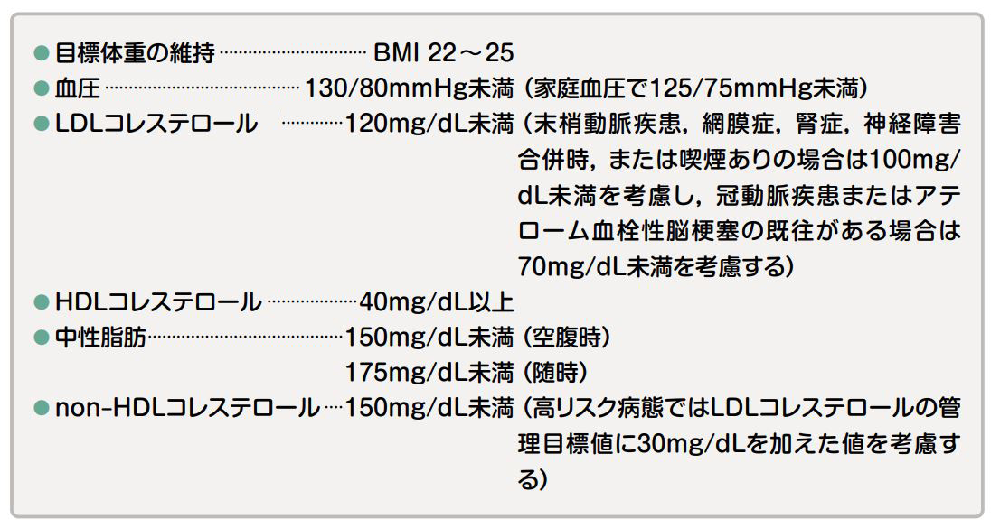 ●目標体重の維持 …………………………… BMI 22~25
●血圧 …………………………………… 130/80mmHg未満(家庭血圧で125/75mmHg未満)
●LDLコレステロール …………120mg/dL未満(末梢動脈疾患,網膜症,腎症,神経障害
合併時,または喫煙ありの場合は100mg/
dL未満を考慮し,冠動脈疾患またはアテ
ローム血栓性脳梗塞の既往がある場合は
70mg/dL未満を考慮する)
●HDLコレステロール ………………40mg/dL以上
●中性脂肪……………………………………150mg/dL未満(空腹時)
175mg/dL未満(随時)
●non-HDLコレステロール…150mg/dL未満(高リスク病態ではLDLコレステロールの管
理目標値に30mg/dLを加えた値を考慮す
る)